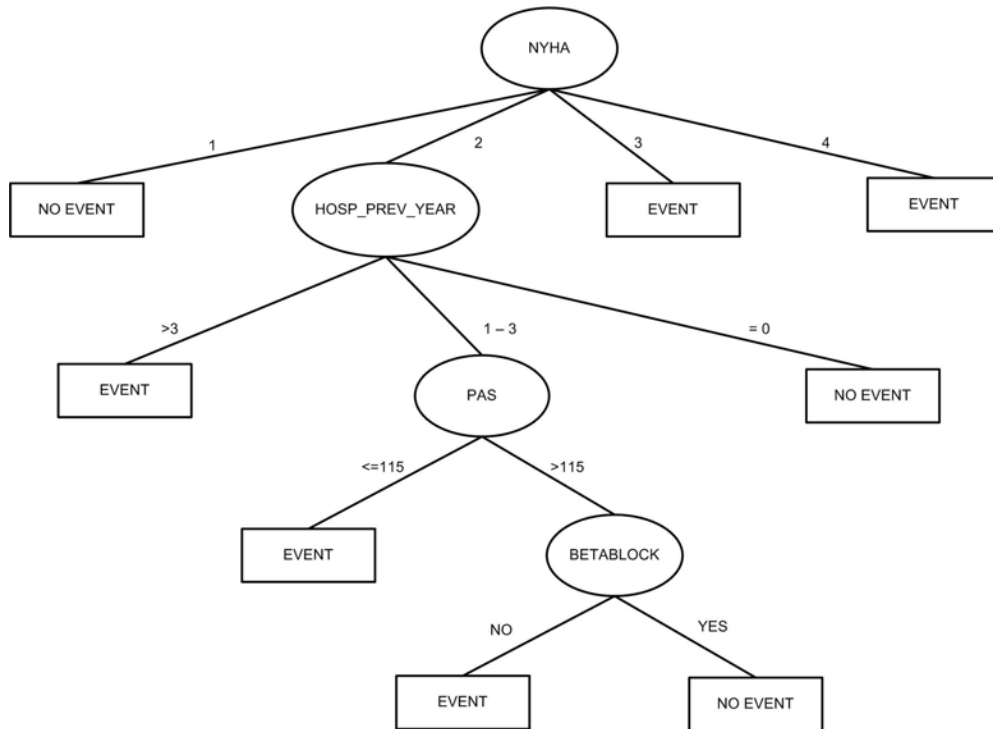 NYHA
1
2
3
4
NO EVENT
HOSP_PREV_YEAR
EVENT
EVENT
>3
1 – 3
= 0
EVENT
PAS
NO EVENT
<=115
>115
EVENT
BETABLOCK
NO
YES
EVENT
NO EVENT